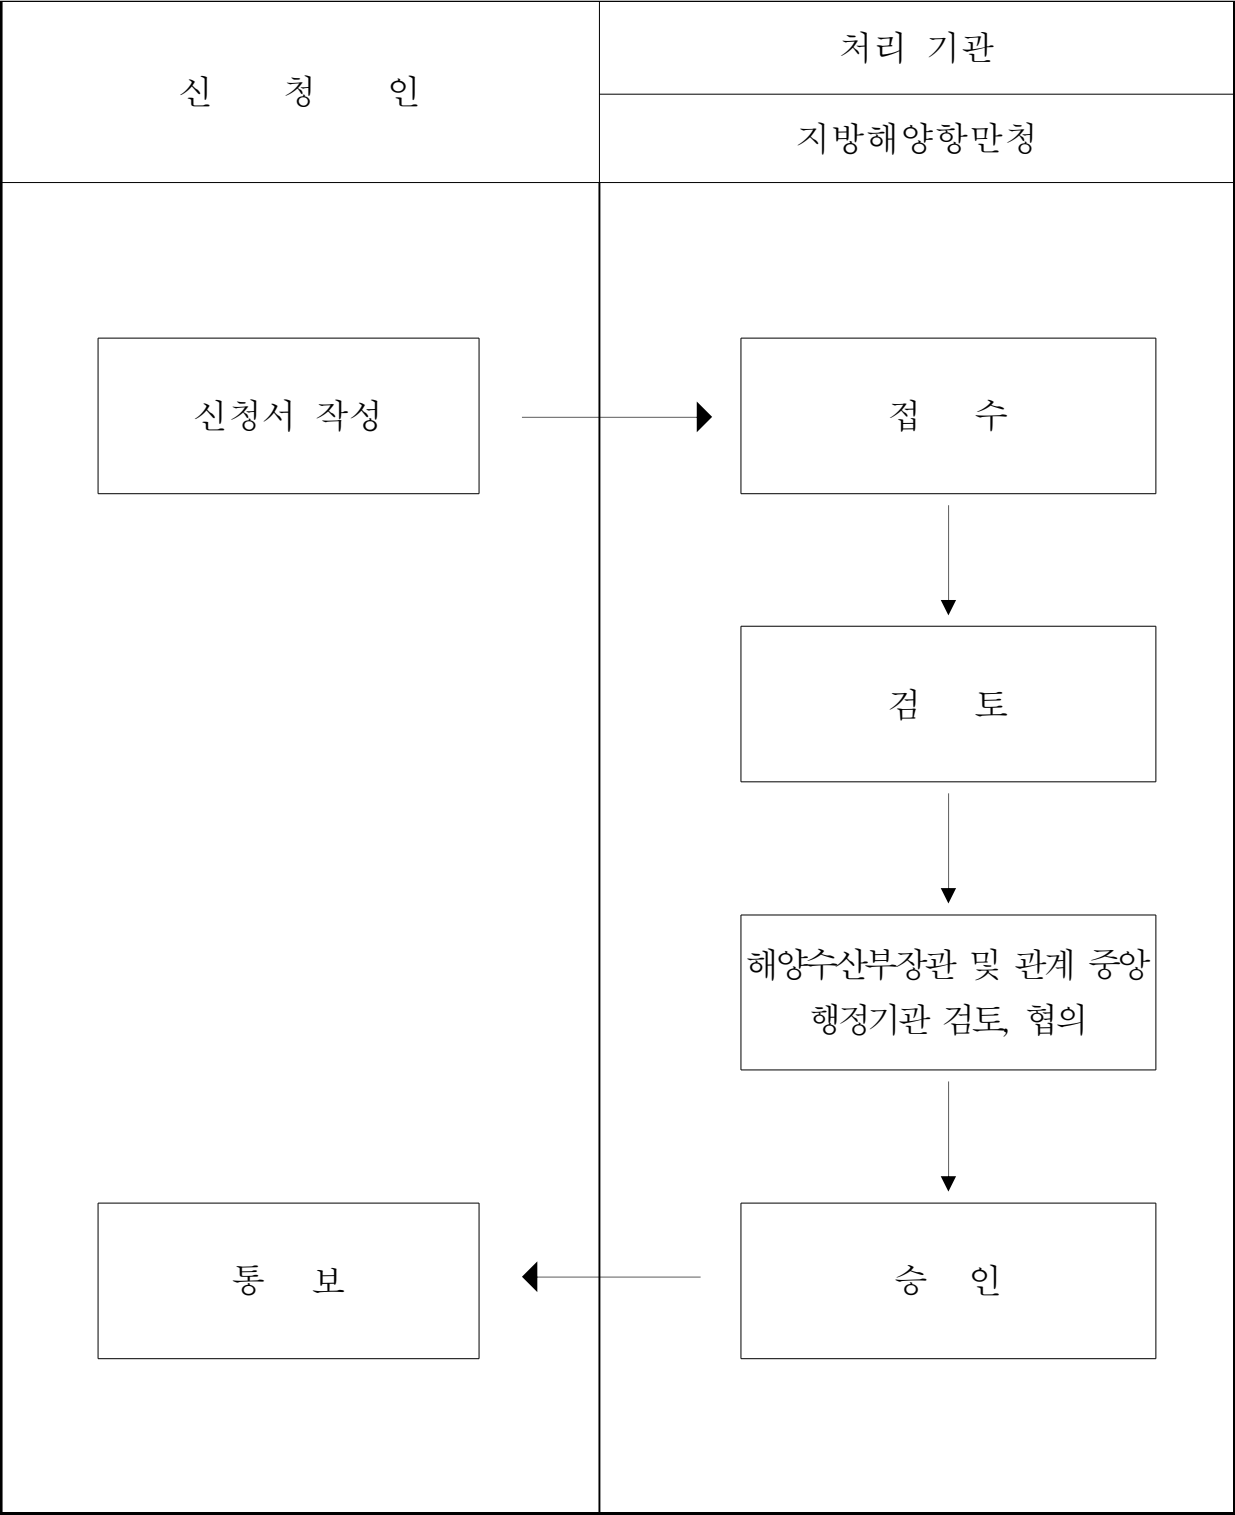 신 청 인
처리 기관
지방해양항만청
신청서 작성
접 수
검 토
해양수산부장관 및 관계 중앙
행정기관 검토, 협의
통 보
승 인